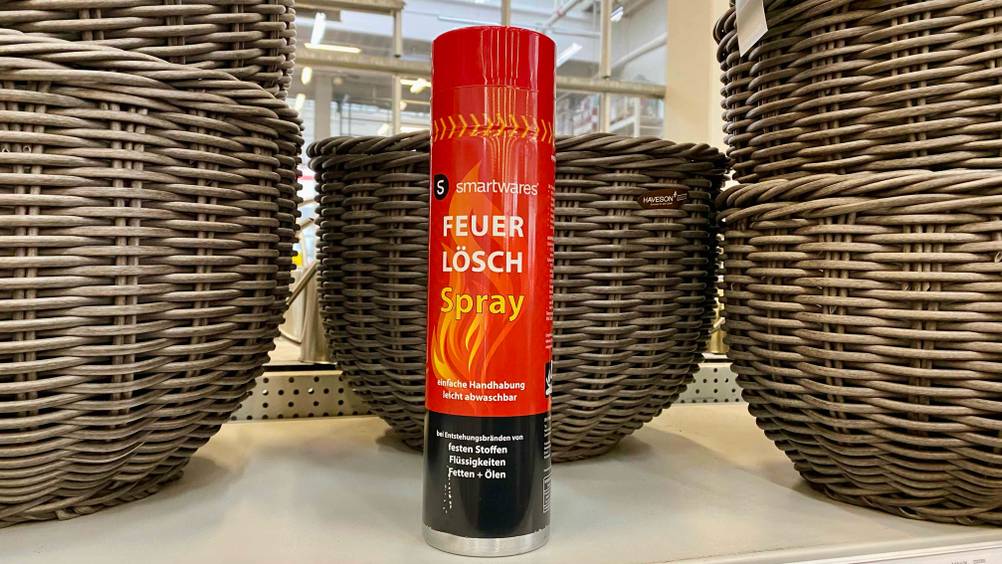 S smartwares
FEUER
LÖSCH
Spray
einfache Handhabung
leicht abwaschbar
bei Entstehungsbränden von
festen Stoffen
Flüssigkeiten
Fetten + Ölen
HAVESON